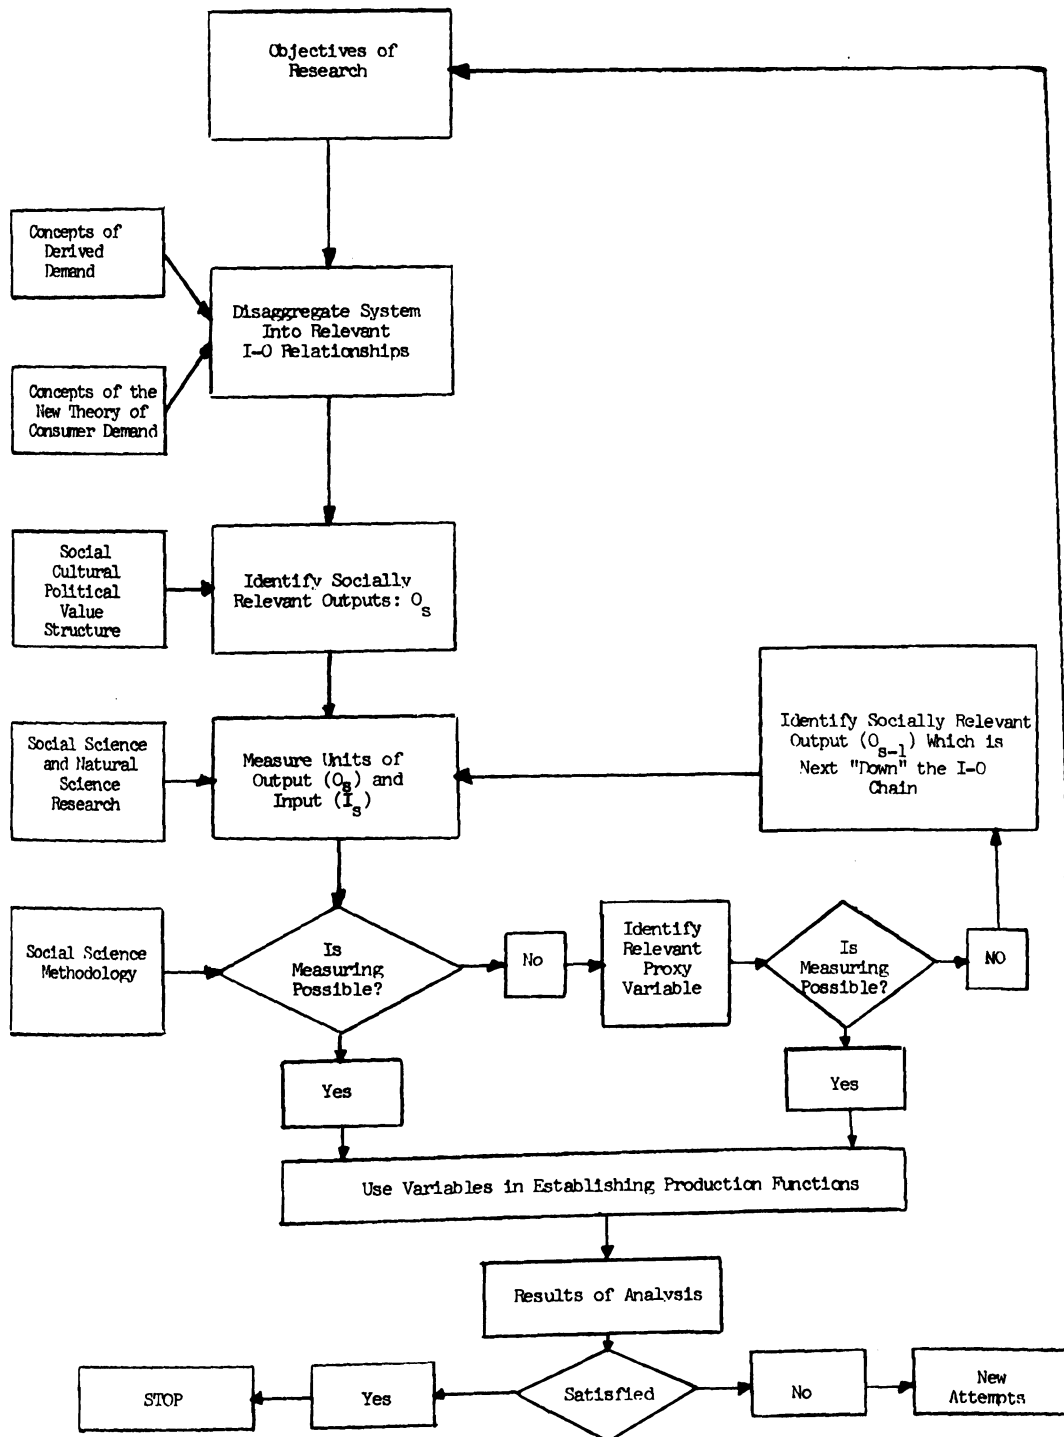 Objectives of
Research
Concepts of
Derived
Demand
Disaggregate System
Into Relevant
I-O Relationships
Concepts of the
New Theory of
Consumer Demand
Social
Cultural
Political
Value
Structure
Identify Socially
Relevant Outputs: O_s
Social Science
and Natural
Science
Research
Measure Units of
Output (O_s) and
Input (I_s)
Identify Socially Relevant
Output (O_s-1) Which is
Next "Down" the I-O
Chain
Social Science
Methodology
Is
Measuring
Possible?
No
Identify
Relevant
Proxy
Variable
Is
Measuring
Possible?
NO
Yes
Yes
Use Variables in Establishing Production Functions
Results of Analysis
STOP
Yes
Satisfied
No
New
Attempts